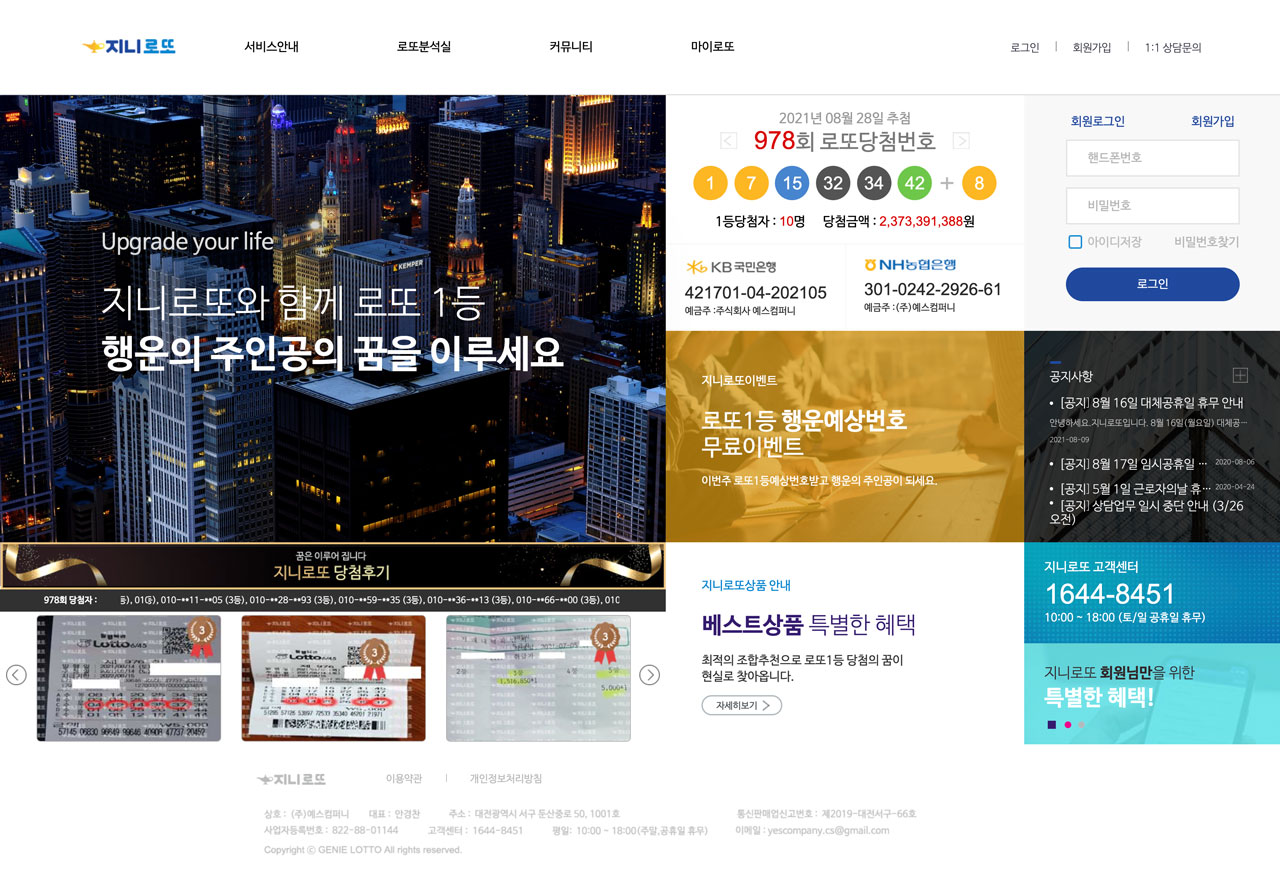 지니로또
서비스안내
로또분석실
커뮤니티
마이로또
로그인
회원가입
1:1 상담문의
Upgrade your life
지니로또와 함께 로또 1등
행운의 주인공의 꿈을 이루세요
KEMPER
2021년 08월 28일 추첨
978회 로또당첨번호
1 7 15 32 34 42 + 8
1등당첨자 : 10명 당첨금액 : 2,373,391,388원
KB국민은행
421701-04-202105
예금주 :주식회사 예스컴퍼니
NH농협은행
301-0242-2926-61
예금주 :(주)예스컴퍼니
회원로그인
회원가입
핸드폰번호
비밀번호
아이디저장
비밀번호찾기
로그인
지니로또이벤트
로또1등 행운예상번호
무료이벤트
이번주 로또1등예상번호받고 행운의 주인공이 되세요.
공지사항
[공지] 8월 16일 대체공휴일 휴무 안내
안녕하세요.지니로또입니다. 8월 16일(월요일) 대체공…
2021-08-09
[공지] 8월 17일 임시공휴일 … 2020-08-06
[공지] 5월 1일 근로자의날 휴… 2020-04-24
[공지] 상담업무 일시 중단 안내 (3/26
오전)
꿈은 이루어 집니다
지니로또 당첨후기
978회 당첨자 : 등), 010-**11-**05 (3등), 010-**28-**93 (3등), 010-**59-**35 (3등), 010-**36-**13 (3등), 010-**66-**00 (3등), 010
3
Lotto 6/45
57145 06830 96649 89646 40908 47737 20457
3
Lotto 6/45
3
지니로또상품 안내
베스트상품 특별한 혜택
최적의 조합추천으로 로또1등 당첨의 꿈이
현실로 찾아옵니다.
자세히보기
지니로또 고객센터
1644-8451
10:00 ~ 18:00 (토/일 공휴일 휴무)
지니로또 회원님만을 위한
특별한 혜택!
지니로또
이용약관
개인정보처리방침
상호 : (주)예스컴퍼니 대표 : 안경찬 주소 : 대전광역시 서구 둔산중로 50, 1001호 통신판매업신고번호 : 제2019-대전서구-66호
사업자등록번호 : 822-88-01144 고객센터 : 1644-8451 평일: 10:00 ~ 18:00(주말,공휴일 휴무) 이메일 : yescompany.cs@gmail.com
Copyright ⓒ GENIE LOTTO All rights reserved.